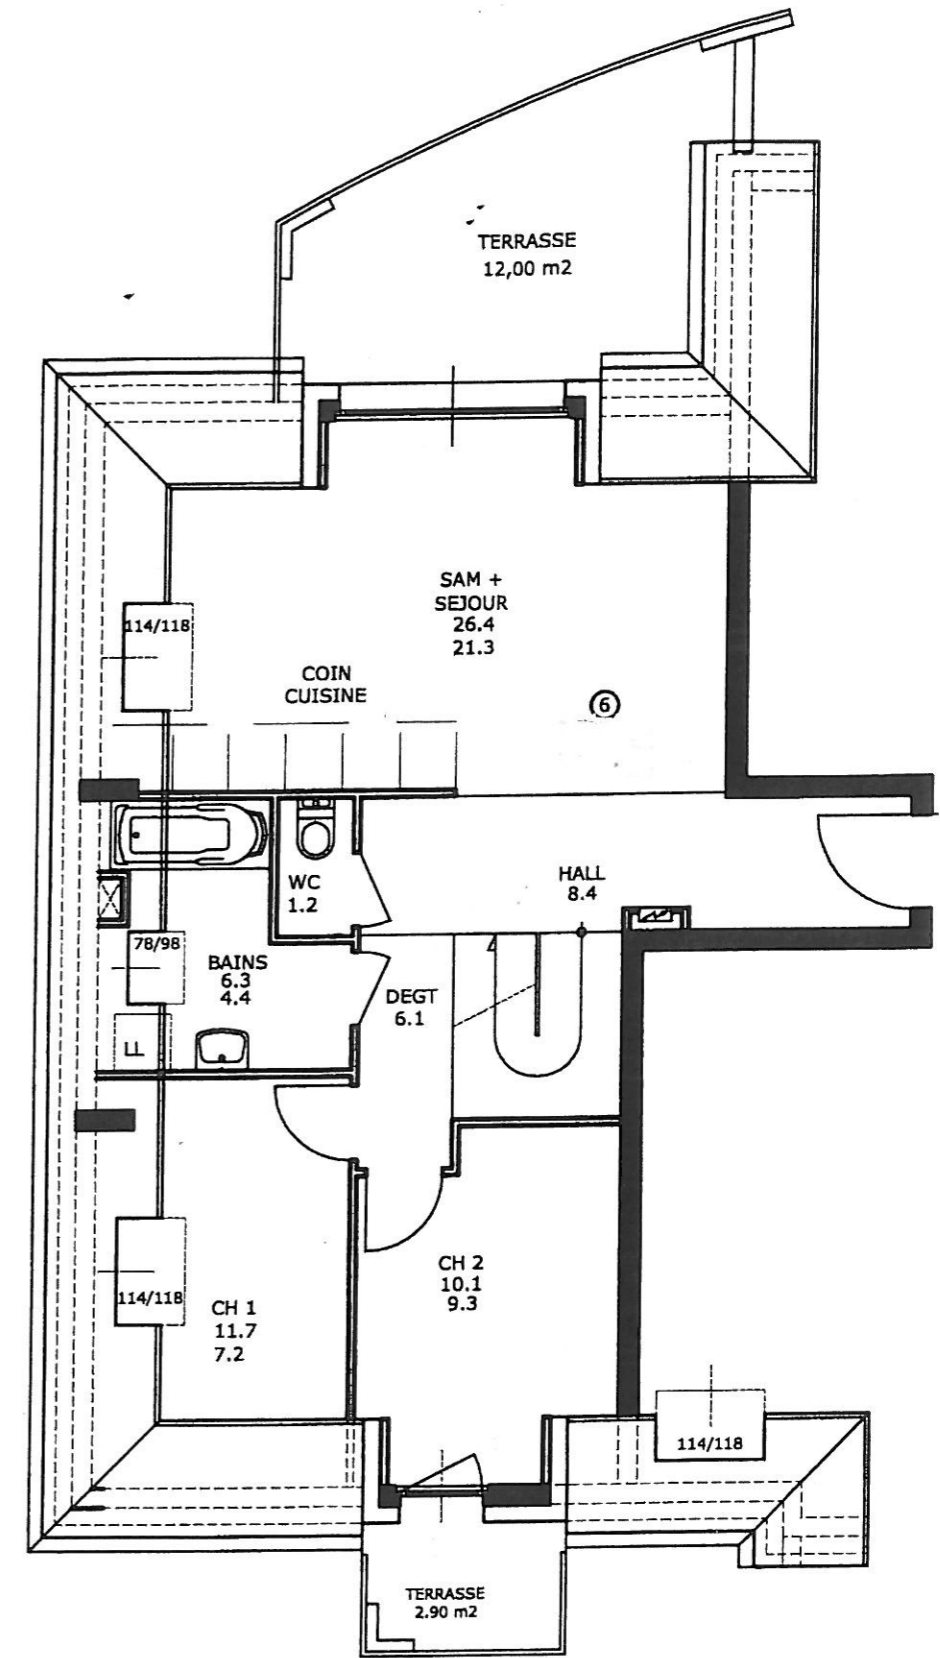 TERRASSE
12,00 m2
SAM +
SEJOUR
26.4
21.3
114/118
COIN
CUISINE
6
HALL
8.4
WC
1.2
78/98
BAINS
6.3
4.4
DEGT
6.1
LF
CH 2
10.1
9.3
114/118
CH 1
11.7
7.2
114/118
TERRASSE
2.90 m2